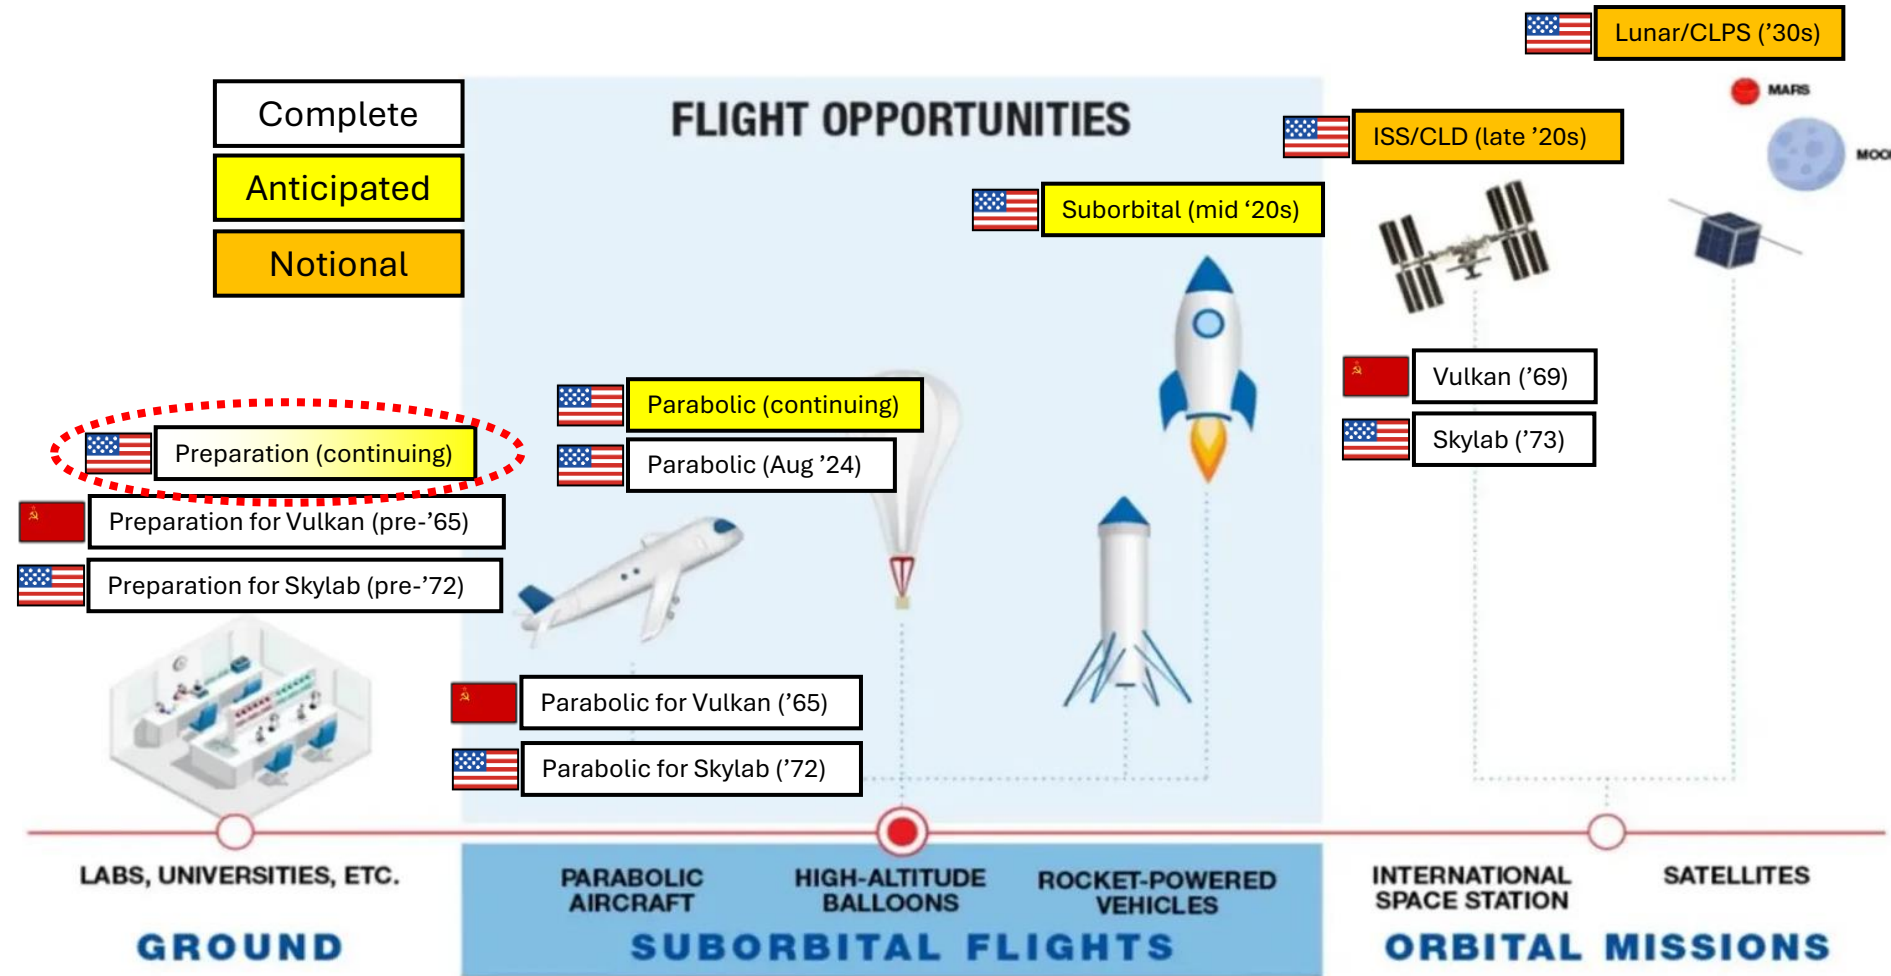 Lunar/CLPS (’30s)
MARS
Complete
FLIGHT OPPORTUNITIES
ISS/CLD (late ’20s)
MOO
Anticipated
Suborbital (mid ‘20s)
Notional
Vulkan (’69)
Parabolic (continuing)
Skylab (’73)
Preparation (continuing)
Parabolic (Aug ’24)
Preparation for Vulkan (pre-’65)
Preparation for Skylab (pre-’72)
Parabolic for Vulkan (’65)
Parabolic for Skylab (’72)
LABS, UNIVERSITIES, ETC.
PARABOLIC
AIRCRAFT
HIGH-ALTITUDE
BALLOONS
ROCKET-POWERED
VEHICLES
INTERNATIONAL
SPACE STATION
SATELLITES
GROUND
SUBORBITAL FLIGHTS
ORBITAL MISSIONS